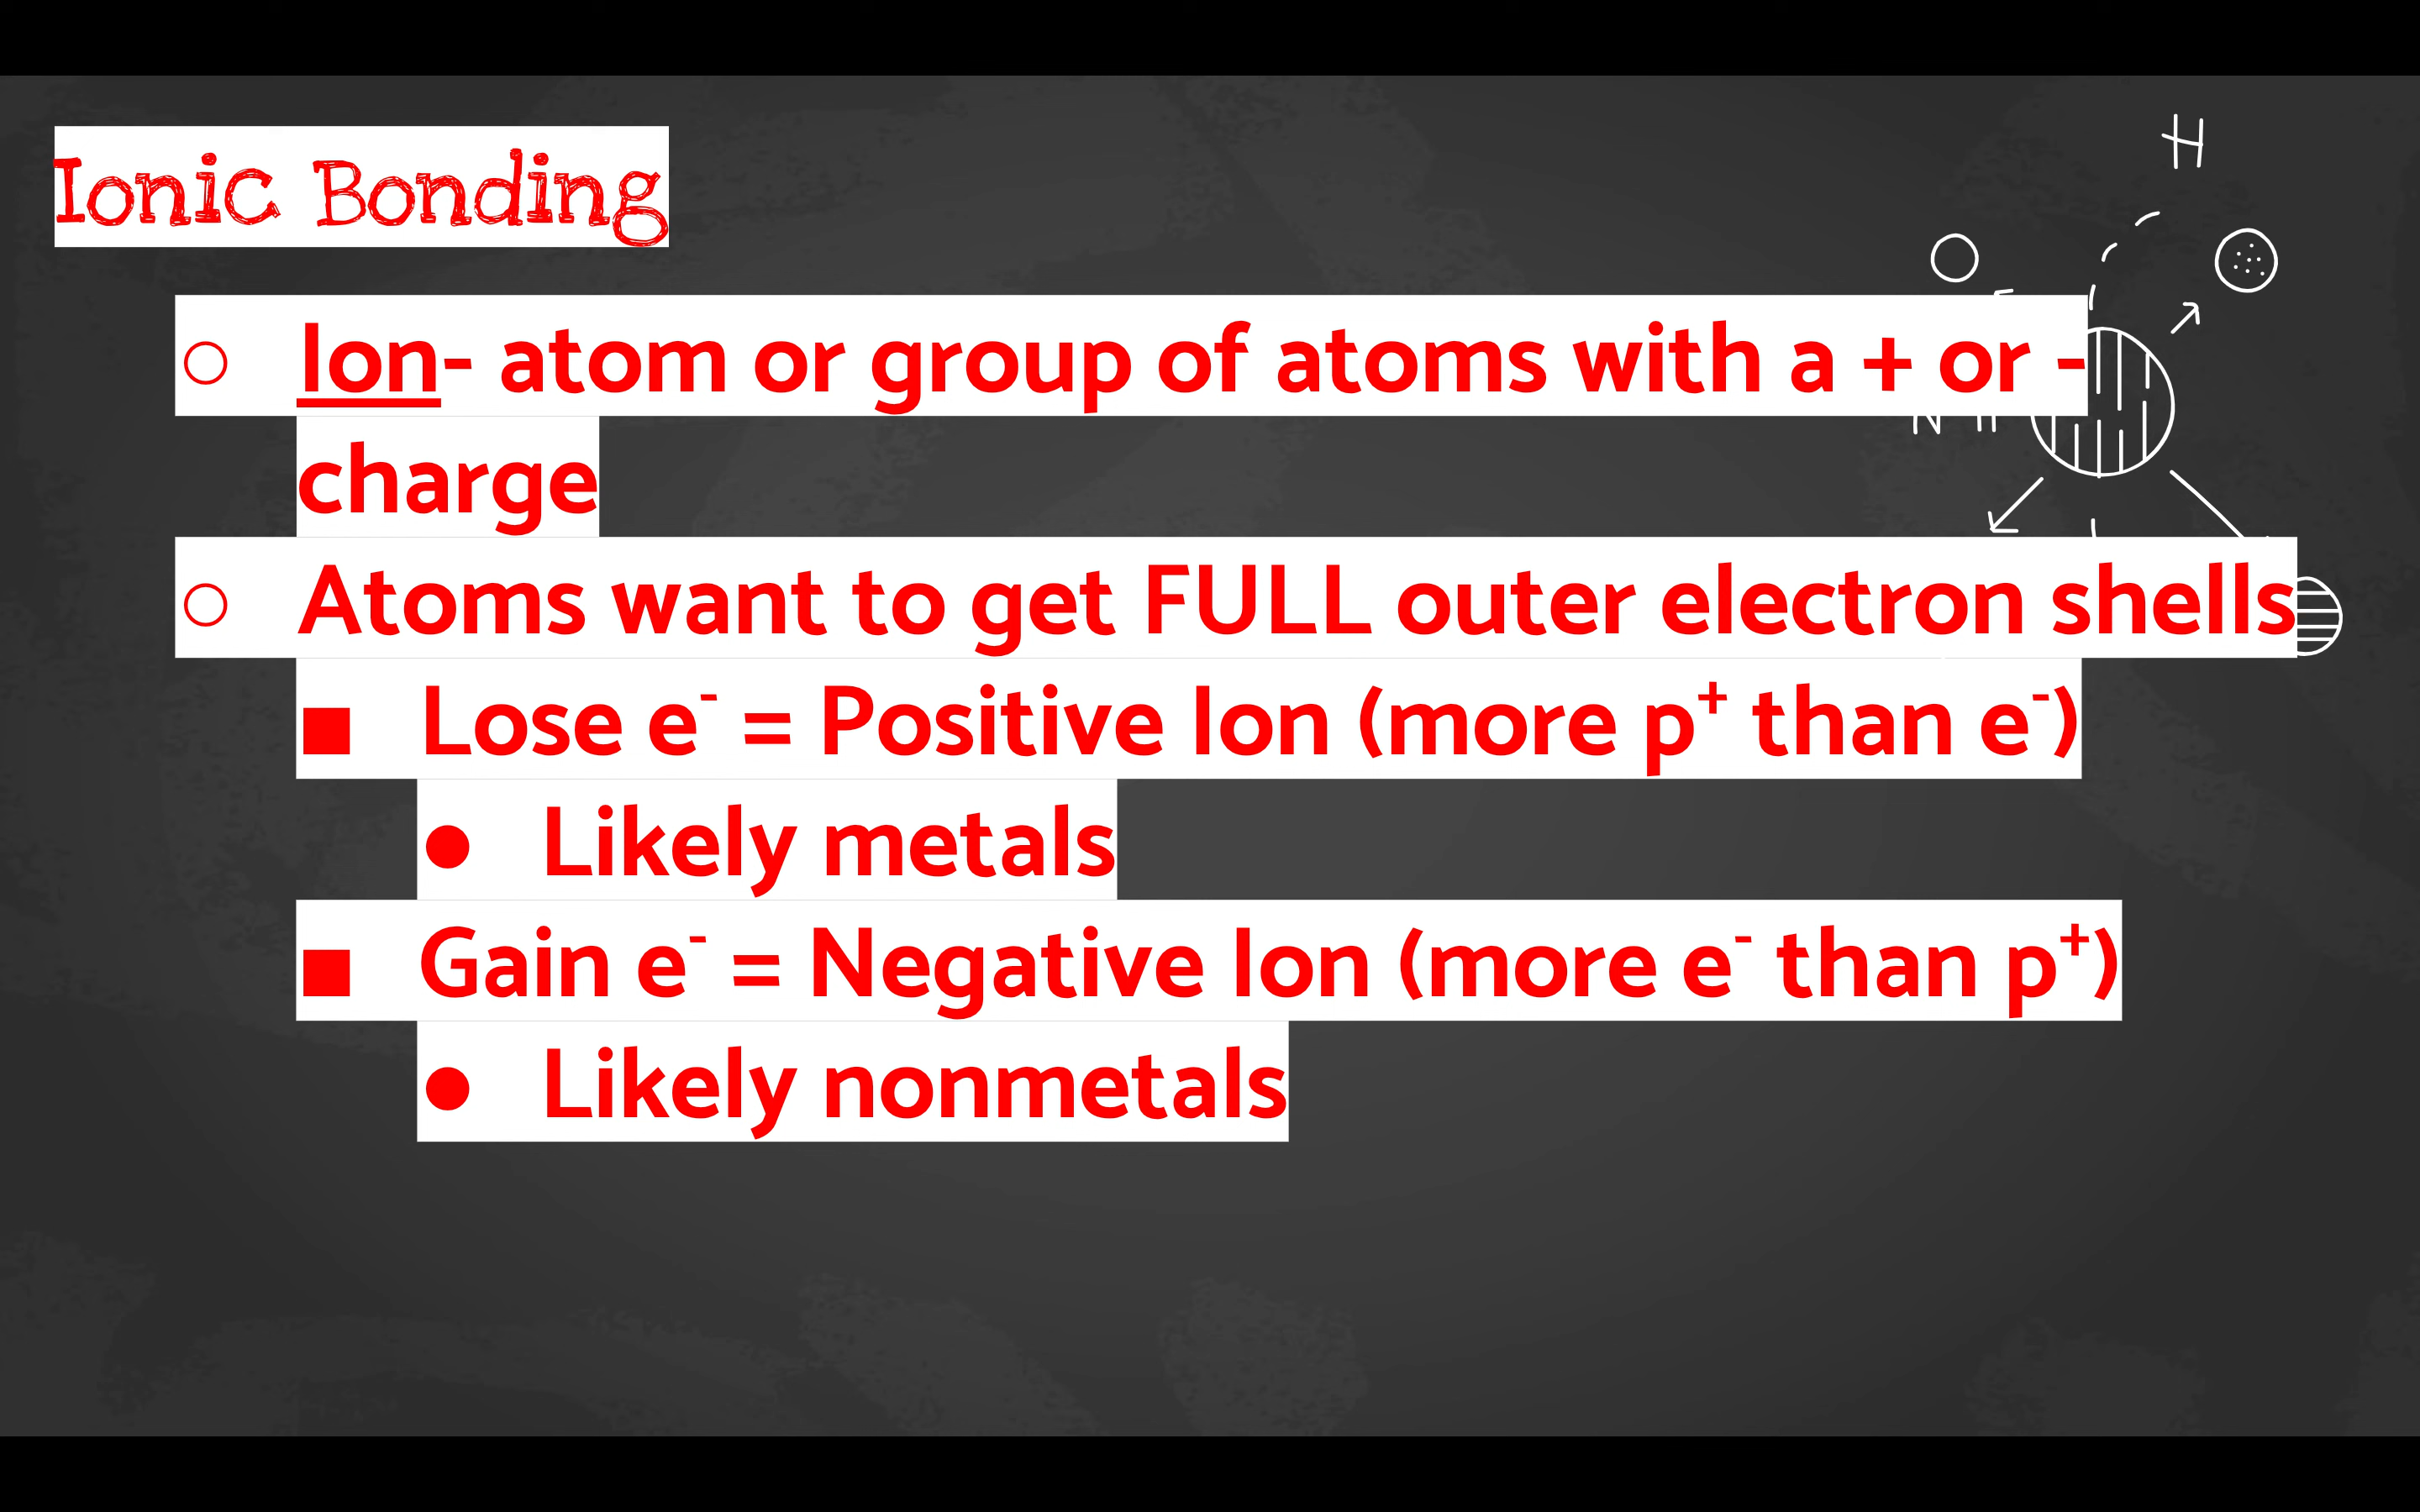 H
Ionic Bonding
○ Ion- atom or group of atoms with a + or -
charge
○ Atoms want to get FULL outer electron shells
■ Lose e⁻ = Positive Ion (more p⁺ than e⁻)
● Likely metals
■ Gain e⁻ = Negative Ion (more e⁻ than p⁺)
● Likely nonmetals